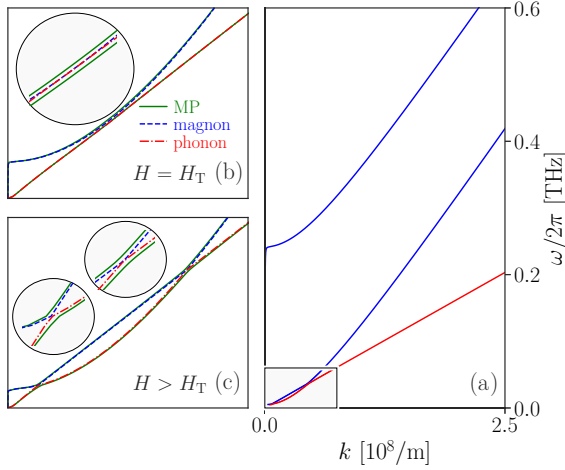 MP
magnon
phonon
H = H_T (b)
H > H_T (c)
(a)
0.6
0.4
0.2
0.0
ω/2π [THz]
0.0
2.5
k [10^8/m]